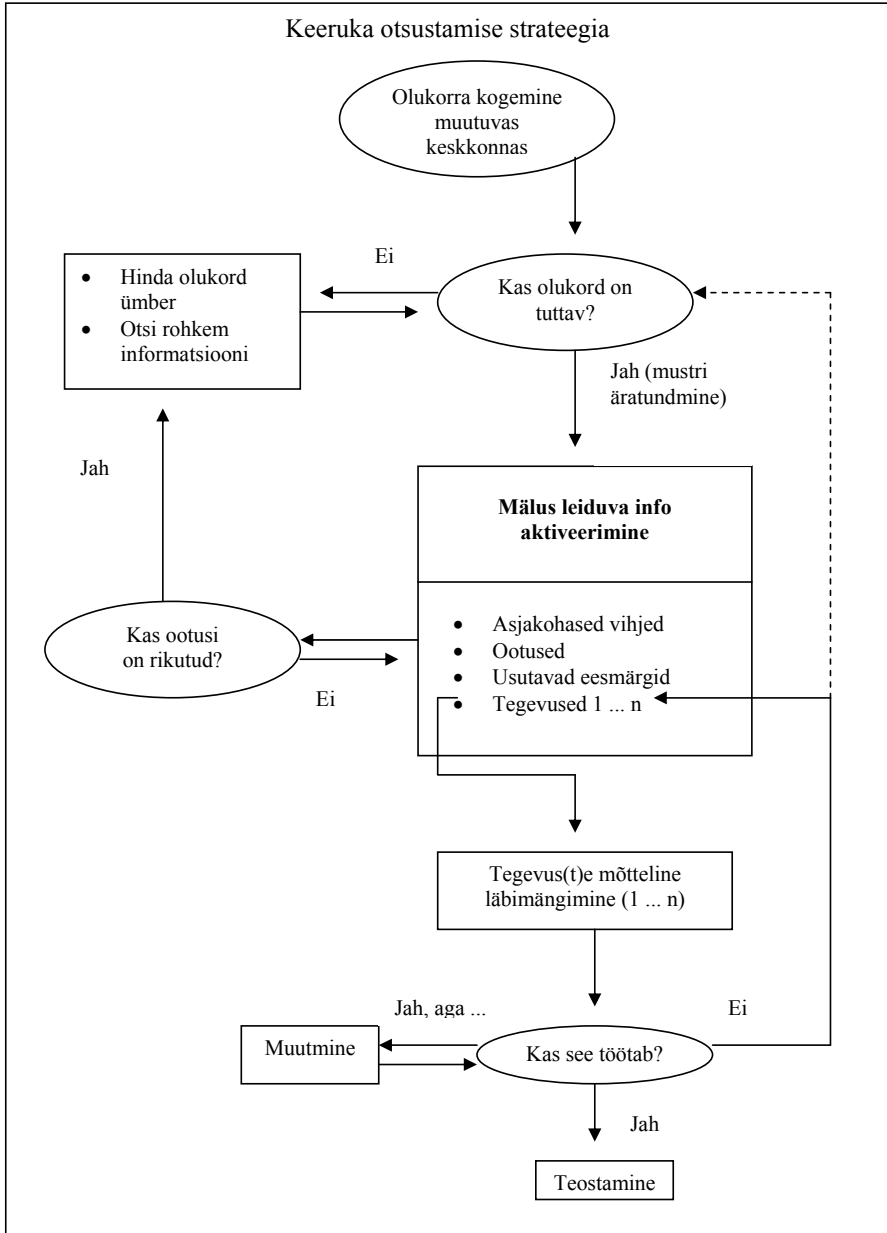 Keeruka otsustamise strateegia
Olukorra kogemine
muutuvas
keskkonnas
Ei
• Hinda olukord
ümber
• Otsi rohkem
informatsiooni
Kas olukord on
tuttav?
Jah (mustri
äratundmine)
Jah
Mälus leiduva info
aktiveerimine
Kas ootusi
on rikutud?
Ei
• Asjakohased vihjed
• Ootused
• Usutavad eesmärgid
• Tegevused 1 ... n
Tegevus(t)e mõtteline
läbimängimine (1 ... n)
Jah, aga ...
Ei
Muutmine
Kas see töötab?
Jah
Teostamine